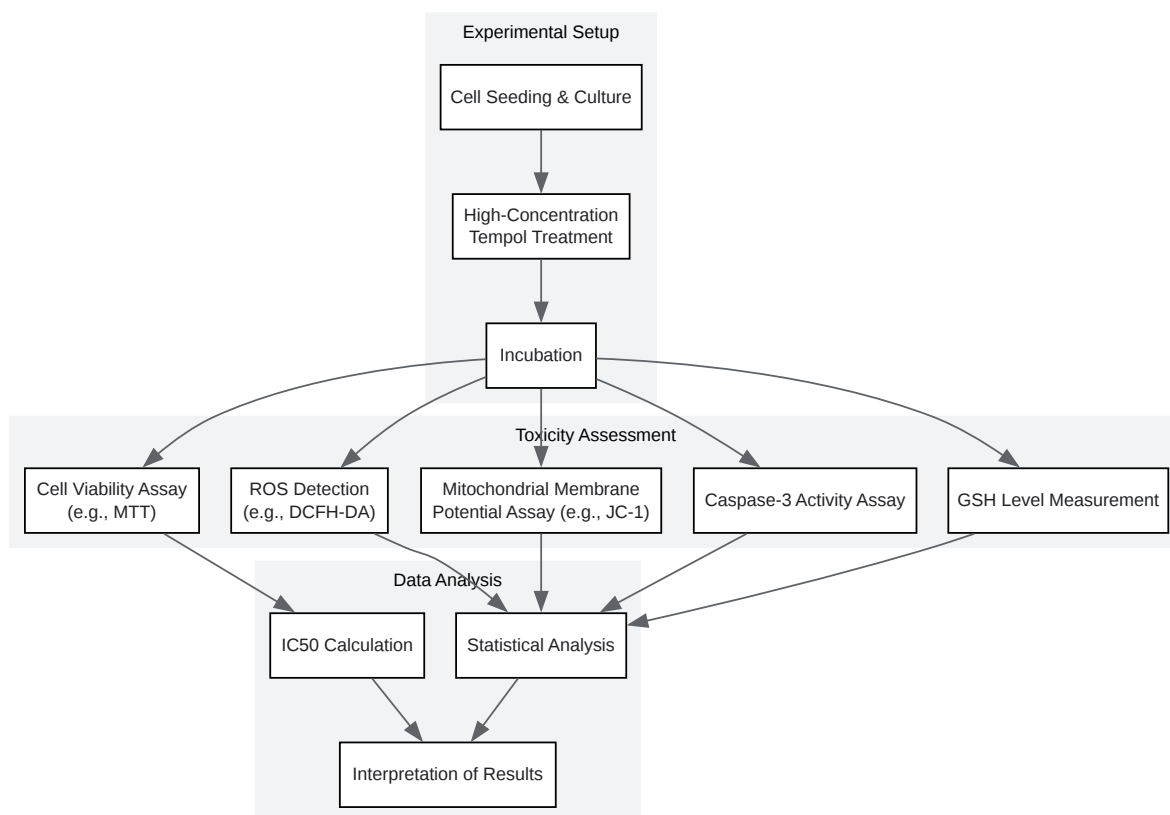 Experimental Setup
Cell Seeding & Culture
High-Concentration
Tempol Treatment
Incubation
Toxicity Assessment
Cell Viability Assay
(e.g., MTT)
ROS Detection
(e.g., DCFH-DA)
Mitochondrial Membrane
Potential Assay (e.g., JC-1)
Caspase-3 Activity Assay
GSH Level Measurement
Data Analysis
IC50 Calculation
Statistical Analysis
Interpretation of Results